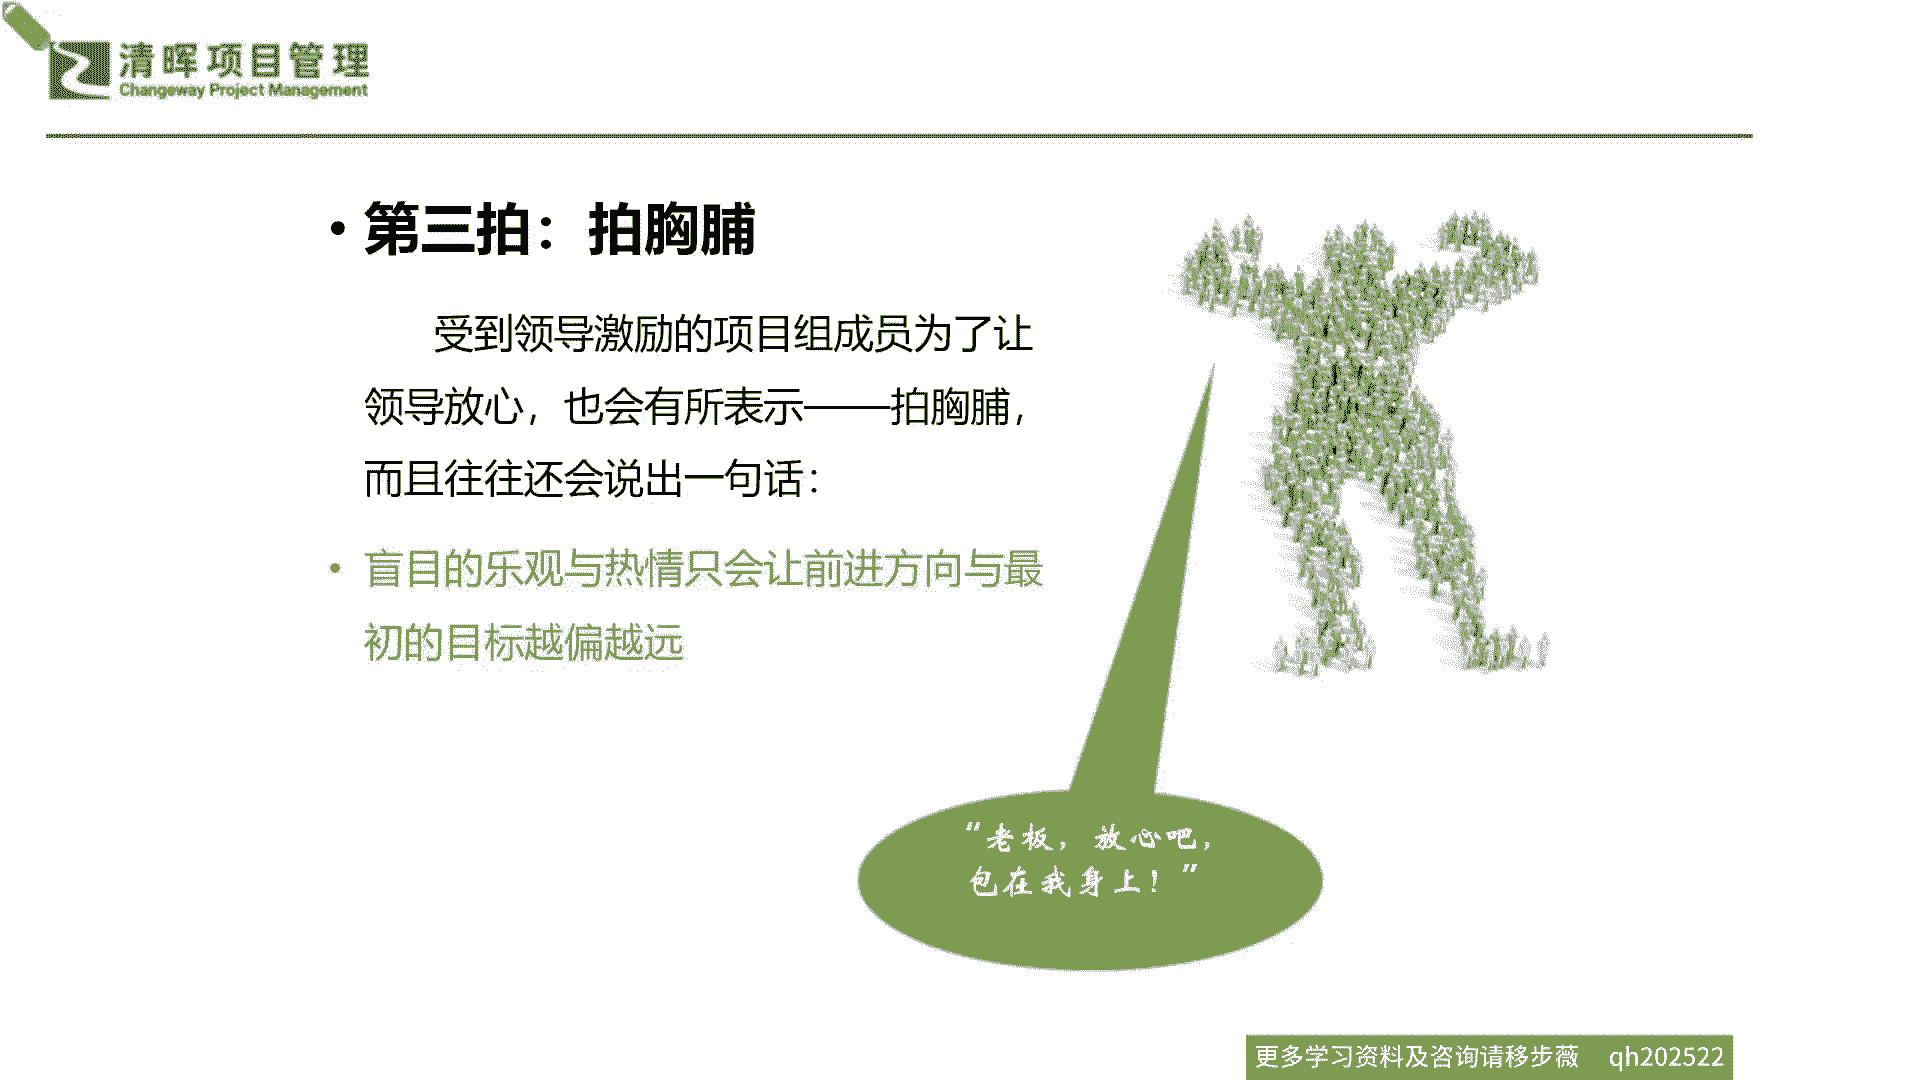 清晖项目管理
Changeway Project Management
• 第三拍：拍胸脯
受到领导激励的项目组成员为了让
领导放心，也会有所表示——拍胸脯，
而且往往还会说出一句话：
• 盲目的乐观与热情只会让前进方向与最
初的目标越偏越远
“老板，放心吧，
包在我身上！”
更多学习资料及咨询请移步薇 qh202522